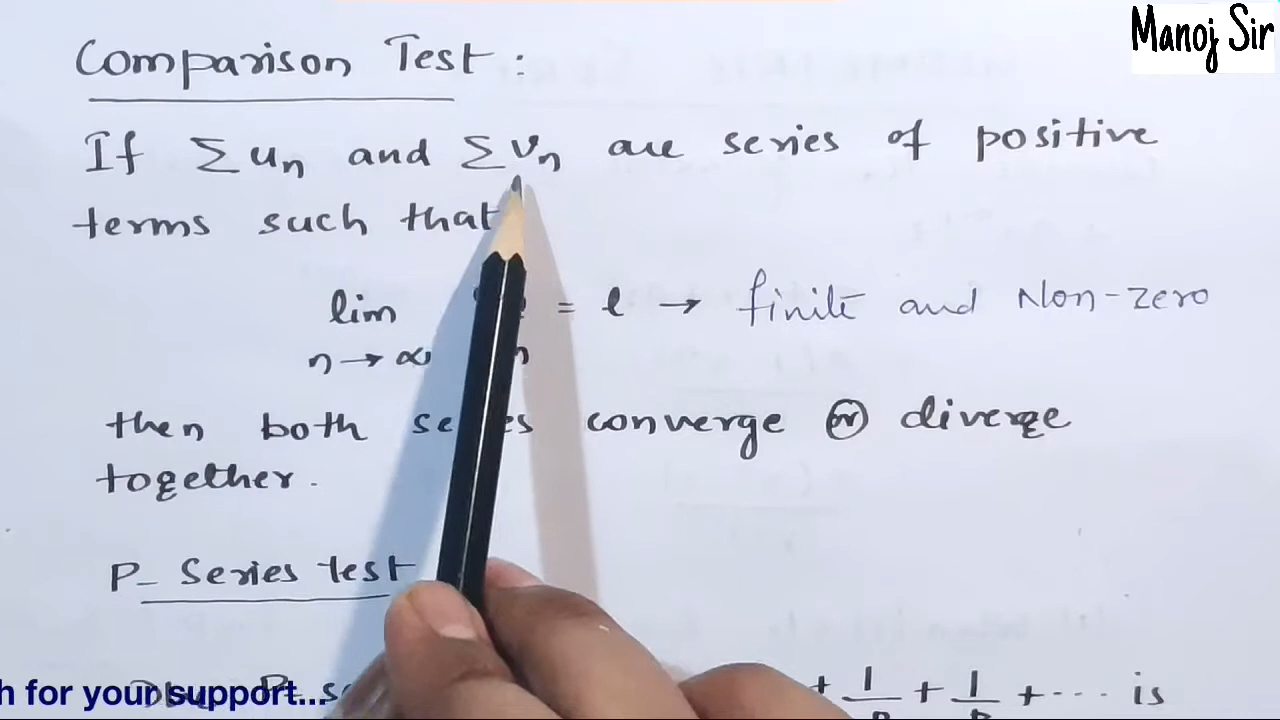 Manoj Sir
Comparison Test :
If Σ un and Σ vn are series of positive
terms such that
lim = l → finite and Non-zero
n → ∞ n
then both converge or diverge
together.
P- Series test
h for your support...
+ 1 + 1 + ... is